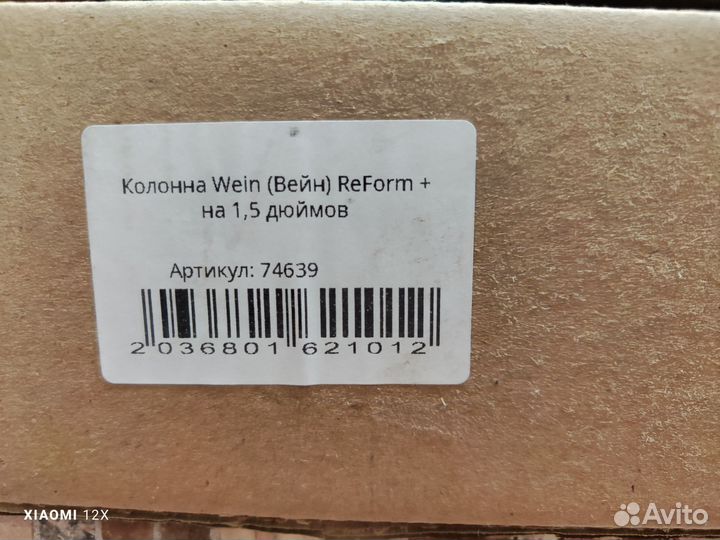 Колонна Wein (Вейн) ReForm +
на 1,5 дюймов
Артикул: 74639
2 036801 621012
XIAOMI 12X
Avito